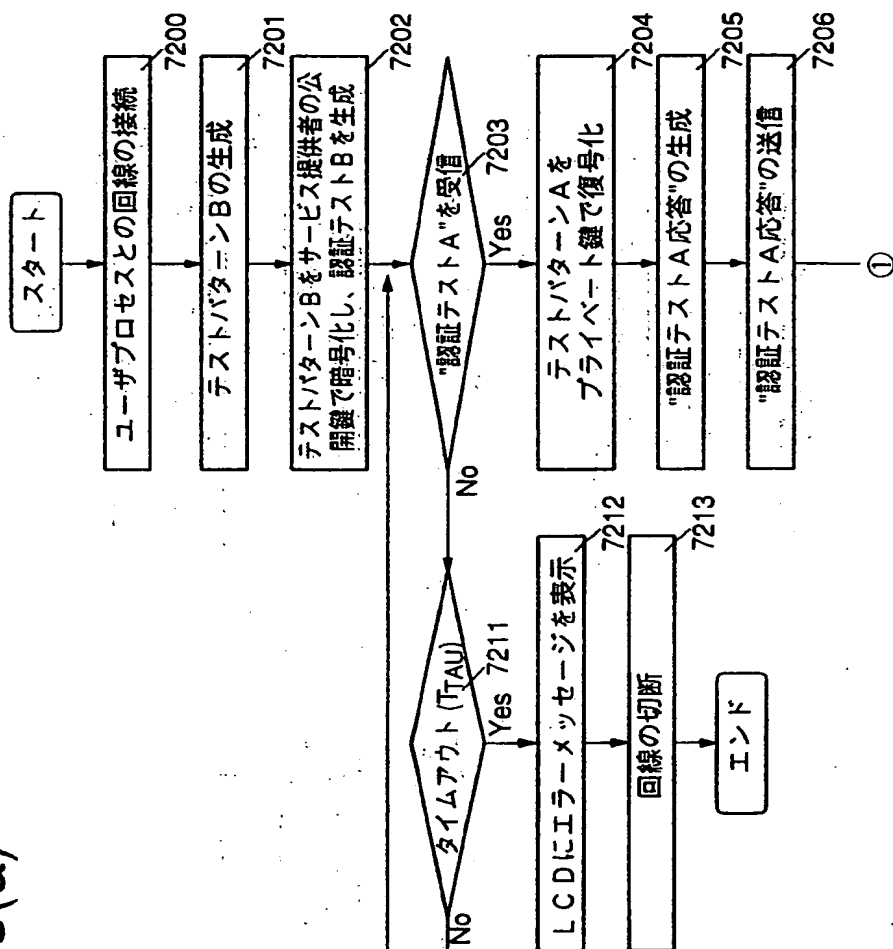 (a)
スタート
ユーザプロセスとの回線の接続
7200
テストパターンBの生成
7201
テストパターンBをサービス提供者の公
開鍵で暗号化し、認証テストBを生成
7202
"認証テストA"を受信
7203
Yes
No
テストパターンAを
プライベート鍵で復号化
7204
"認証テストA応答"の生成
7205
"認証テストA応答"の送信
7206
①
タイムアウト(TTAU)
7211
Yes
No
LCDにエラーメッセージを表示
7212
回線の切断
7213
エンド